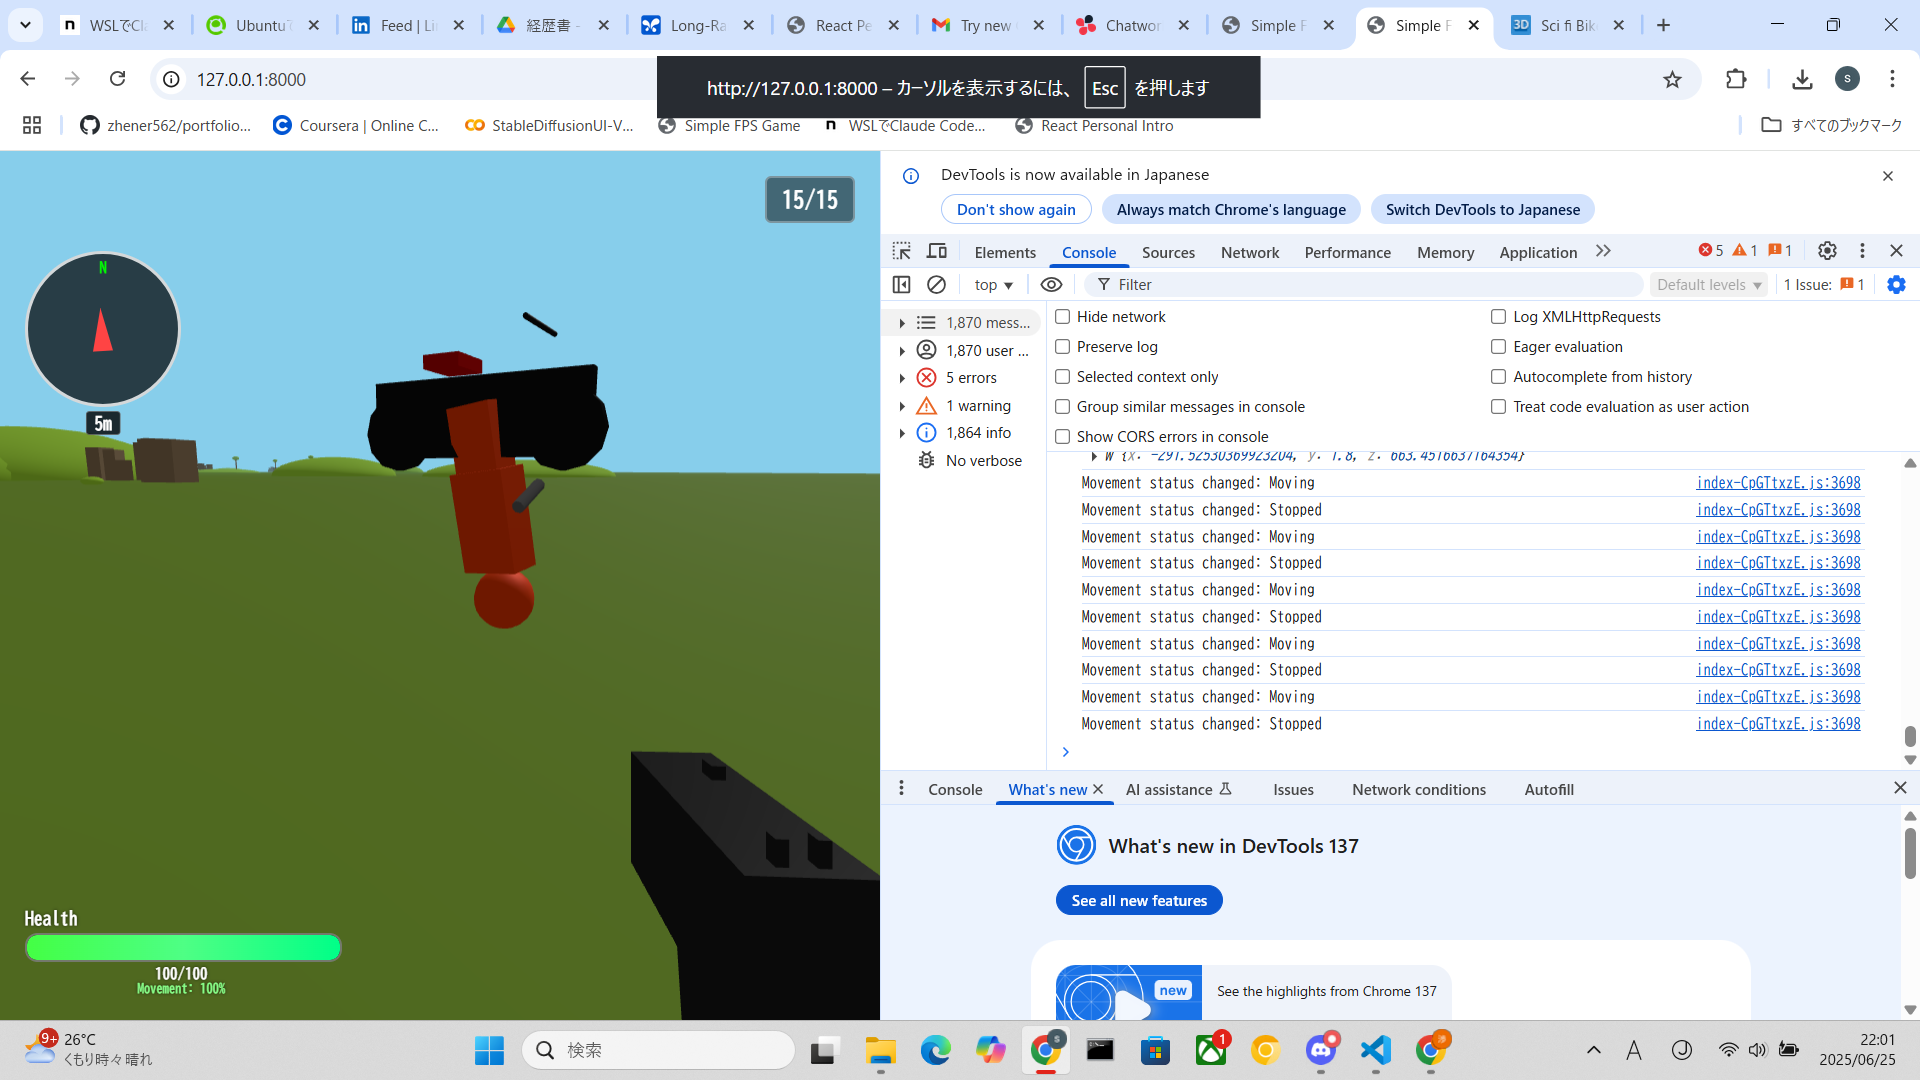 WSLでCla
Ubuntuで
Feed | Li
経歴書 -
Long-Ra
React Pe
Try new
Chatwor
Simple F
Simple F
Sci fi Bik
127.0.0.1:8000
http://127.0.0.1:8000 – カーソルを表示するには、 Esc を押します
zhener562/portfolio...
Coursera | Online C...
StableDiffusionUI-V...
Simple FPS Game
WSLでClaude Code...
React Personal Intro
すべてのブックマーク
15/15
N
5m
Health
100/100
Movement: 100%
DevTools is now available in Japanese
Don't show again
Always match Chrome's language
Switch DevTools to Japanese
Elements
Console
Sources
Network
Performance
Memory
Application
5
1
1
top
Filter
Default levels
1 Issue: 1
1,870 mess...
1,870 user ...
5 errors
1 warning
1,864 info
No verbose
Hide network
Log XMLHttpRequests
Preserve log
Eager evaluation
Selected context only
Autocomplete from history
Group similar messages in console
Treat code evaluation as user action
Show CORS errors in console
W {x: -291.52530369923204, y: 1.8, z: 663.4516637164354}
Movement status changed: Moving index-CpGTtxzE.js:3698
Movement status changed: Stopped index-CpGTtxzE.js:3698
Movement status changed: Moving index-CpGTtxzE.js:3698
Movement status changed: Stopped index-CpGTtxzE.js:3698
Movement status changed: Moving index-CpGTtxzE.js:3698
Movement status changed: Stopped index-CpGTtxzE.js:3698
Movement status changed: Moving index-CpGTtxzE.js:3698
Movement status changed: Stopped index-CpGTtxzE.js:3698
Movement status changed: Moving index-CpGTtxzE.js:3698
Movement status changed: Stopped index-CpGTtxzE.js:3698
Console
What's new
AI assistance
Issues
Network conditions
Autofill
What's new in DevTools 137
See all new features
new
See the highlights from Chrome 137
9+
26°C
くもり時々晴れ
検索
1
A
22:01
2025/06/25